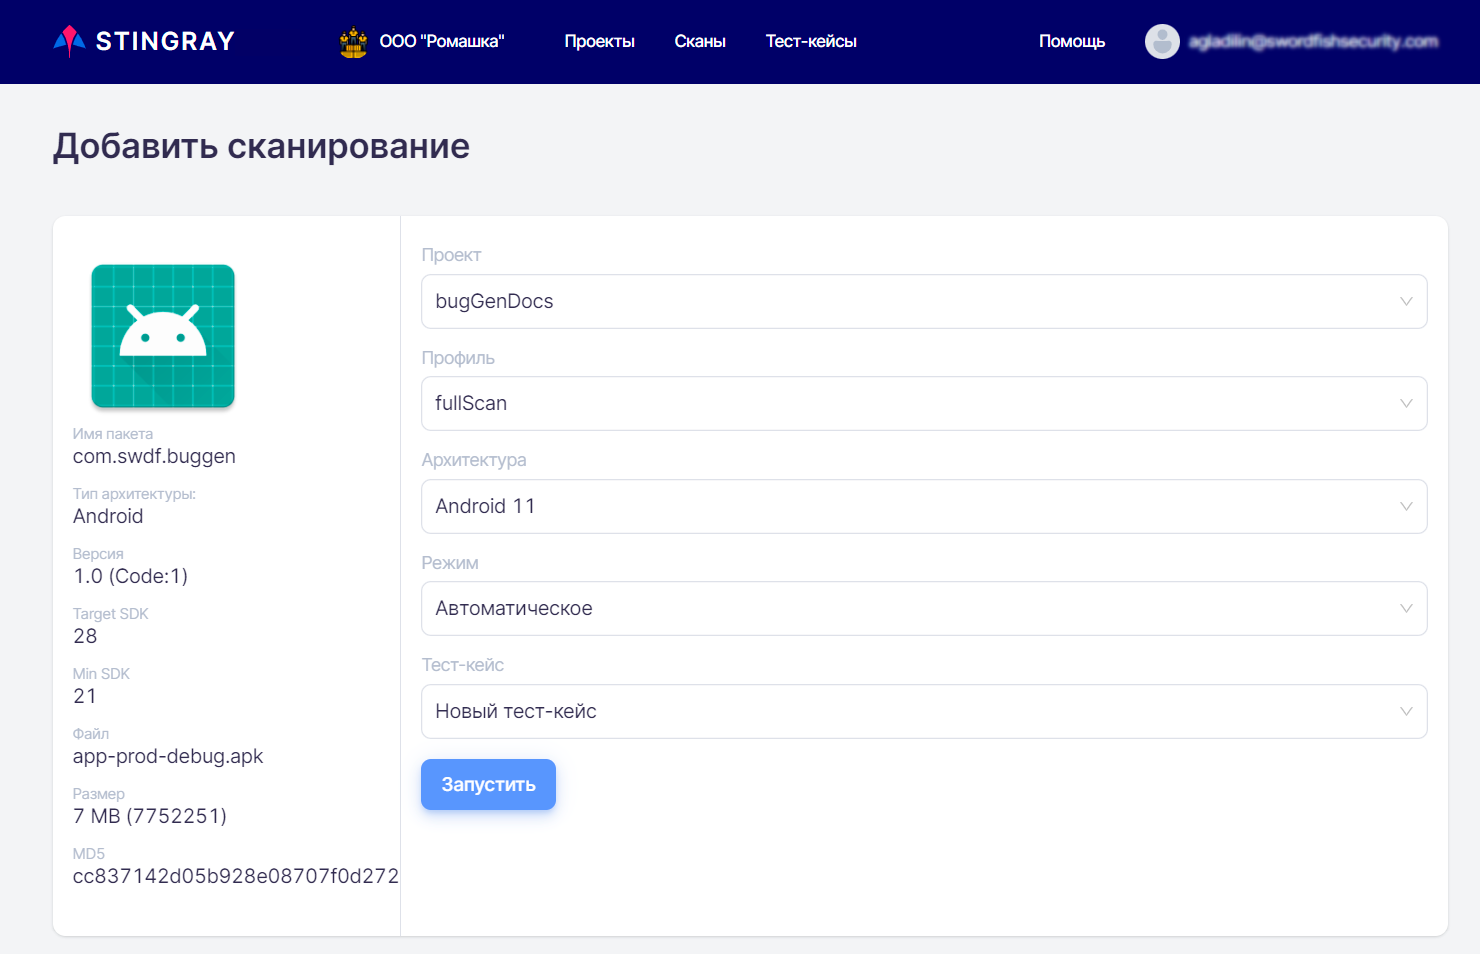 STINGRAY
ООО "Ромашка"
Проекты
Сканы
Тест-кейсы
Помощь
Добавить сканирование
Имя пакета
com.swdf.buggen
Тип архитектуры:
Android
Версия
1.0 (Code:1)
Target SDK
28
Min SDK
21
Файл
app-prod-debug.apk
Размер
7 MB (7752251)
MD5
cc837142d05b928e08707f0d272
Проект
bugGenDocs
Профиль
fullScan
Архитектура
Android 11
Режим
Автоматическое
Тест-кейс
Новый тест-кейс
Запустить